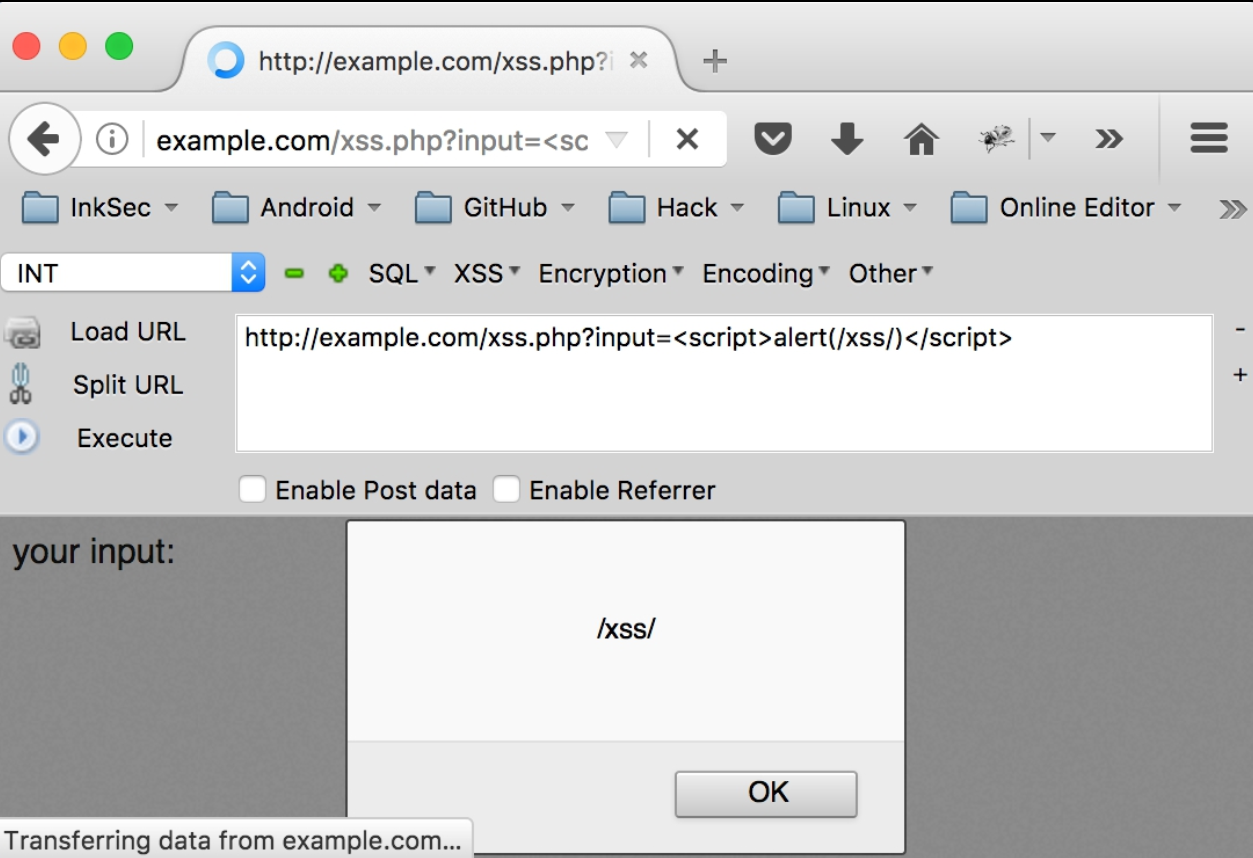 http://example.com/xss.php?i
example.com/xss.php?input=<sc
InkSec Android GitHub Hack Linux Online Editor
INT SQL XSS Encryption Encoding Other
Load URL http://example.com/xss.php?input=<script>alert(/xss/)</script>
Split URL
Execute
Enable Post data Enable Referrer
your input:
/xss/
OK
Transferring data from example.com...